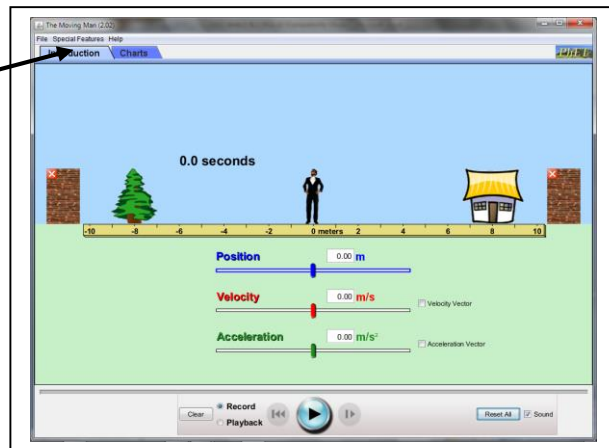 The Moving Man (2.02)
File Special Features Help
Introduction Charts
PhET
0.0 seconds
-10 -8 -6 -4 -2 0 meters 2 4 6 8 10
Position 0.00 m
Velocity 0.00 m/s Velocity Vector
Acceleration 0.00 m/s² Acceleration Vector
Clear Record Playback Reset All Sound